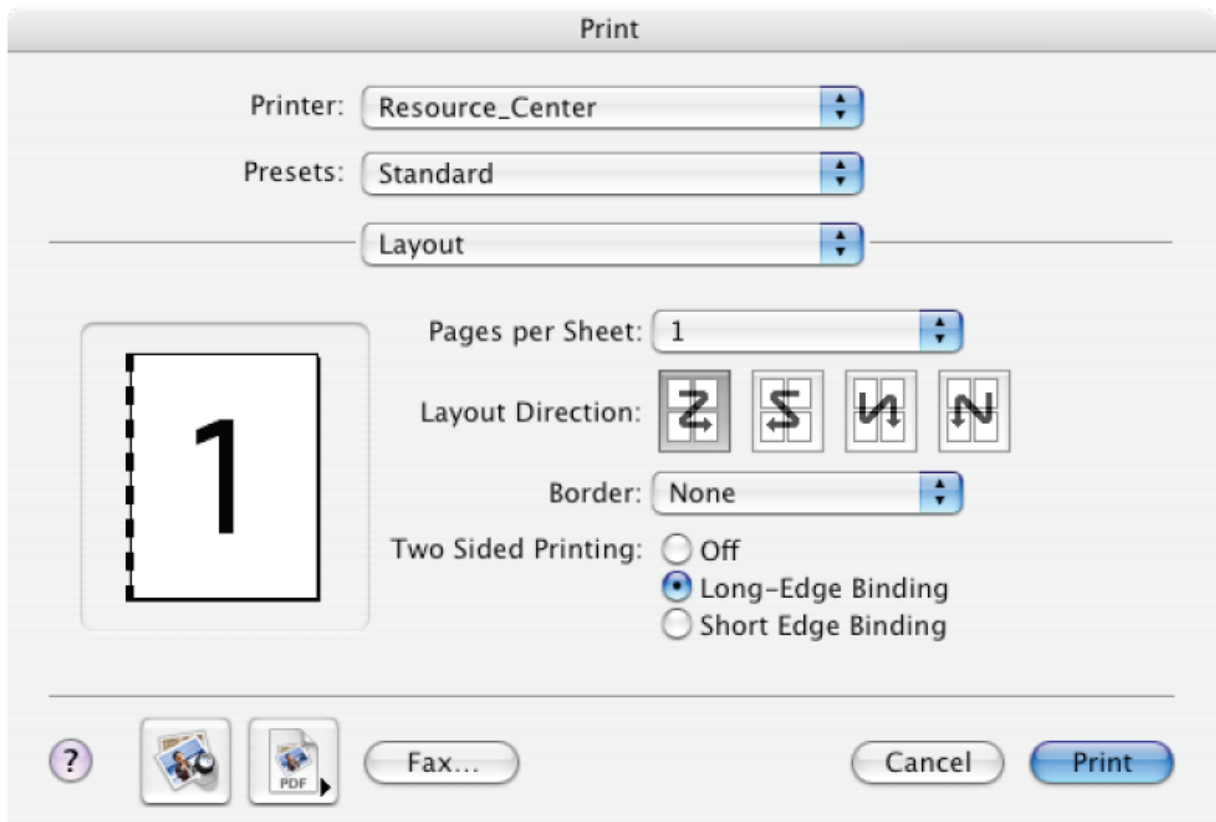 Print
Printer: Resource_Center
Presets: Standard
Layout
1
Pages per Sheet: 1
Layout Direction:
Border: None
Two Sided Printing: Off
Long-Edge Binding
Short Edge Binding
?
PDF
Fax...
Cancel
Print